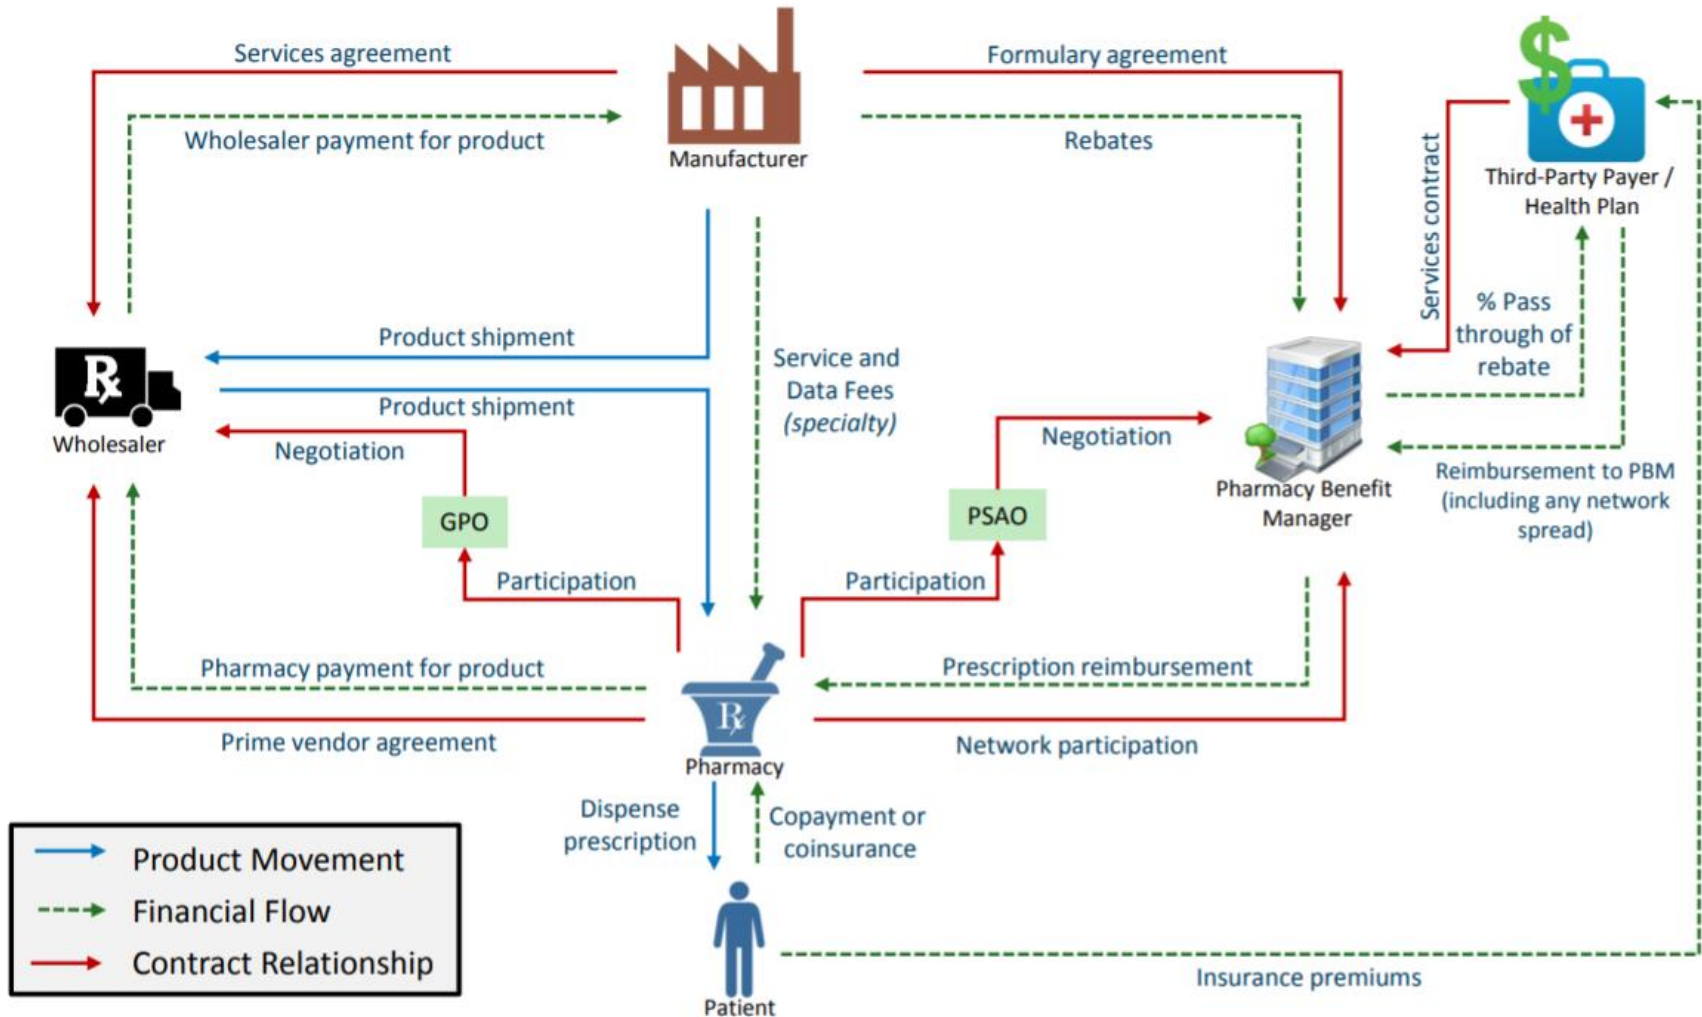 Services agreement
Formulary agreement
Wholesaler payment for product
Rebates
Manufacturer
Services contract
Third-Party Payer /
Health Plan
Product shipment
Service and
Data Fees
(specialty)
% Pass
through of
rebate
Rx
Wholesaler
Product shipment
Negotiation
Negotiation
Pharmacy Benefit
Manager
Reimbursement to PBM
(including any network
spread)
GPO
PSAO
Participation
Participation
Pharmacy payment for product
Prescription reimbursement
Rx
Prime vendor agreement
Network participation
Pharmacy
Dispense
prescription
Copayment or
coinsurance
Product Movement
Financial Flow
Contract Relationship
Insurance premiums
Patient